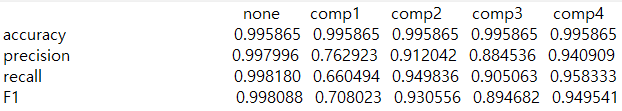 none comp1 comp2 comp3 comp4
accuracy 0.995865 0.995865 0.995865 0.995865 0.995865
precision 0.997996 0.762923 0.912042 0.884536 0.940909
recall 0.998180 0.660494 0.949836 0.905063 0.958333
F1 0.998088 0.708023 0.930556 0.894682 0.949541